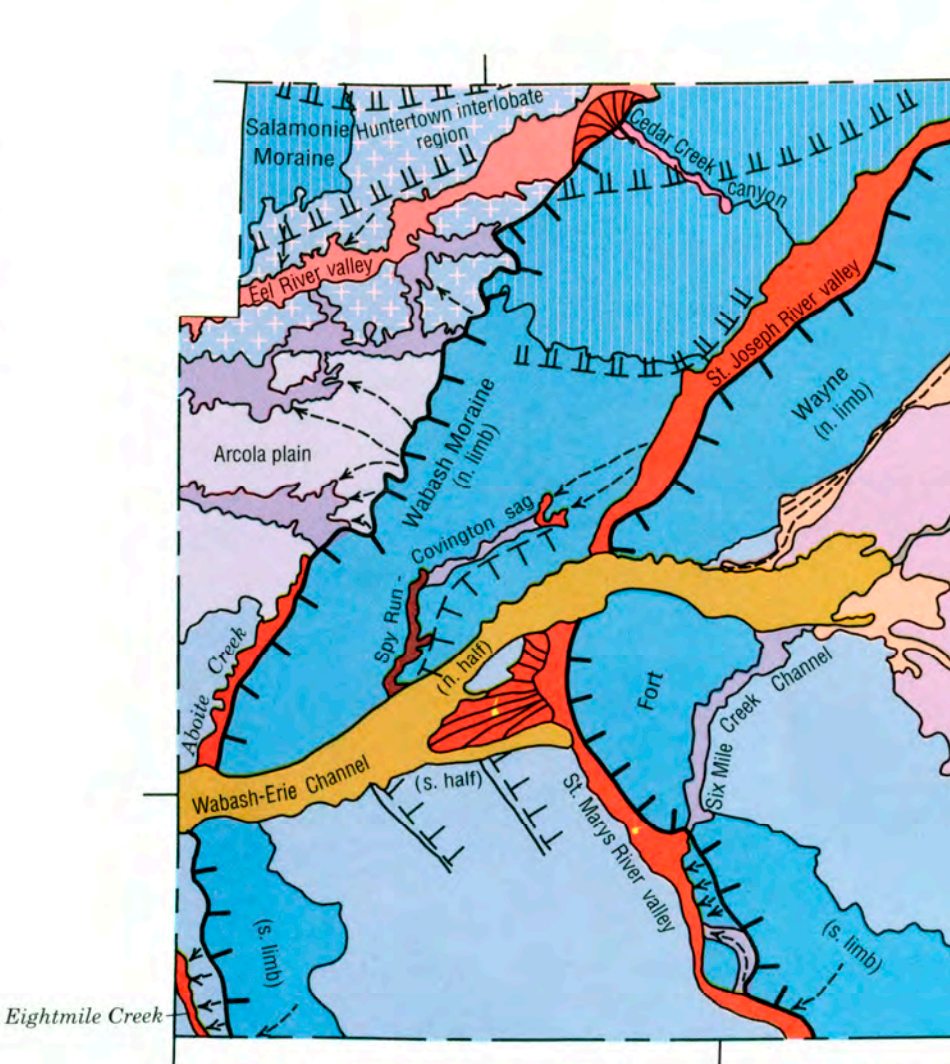 Salamonie
Moraine
Huntertown interlobate
region
Cedar Creek
canyon
Eel River valley
St. Joseph River valley
Wayne
(n. limb)
Wabash Moraine
(n. limb)
Arcola plain
Spy Run -
Covington sag
Aboite Creek
(n. half)
Fort
Six Mile Creek Channel
Wabash-Erie Channel
(s. half)
St. Marys River valley
(s. limb)
(s. limb)
Eightmile Creek